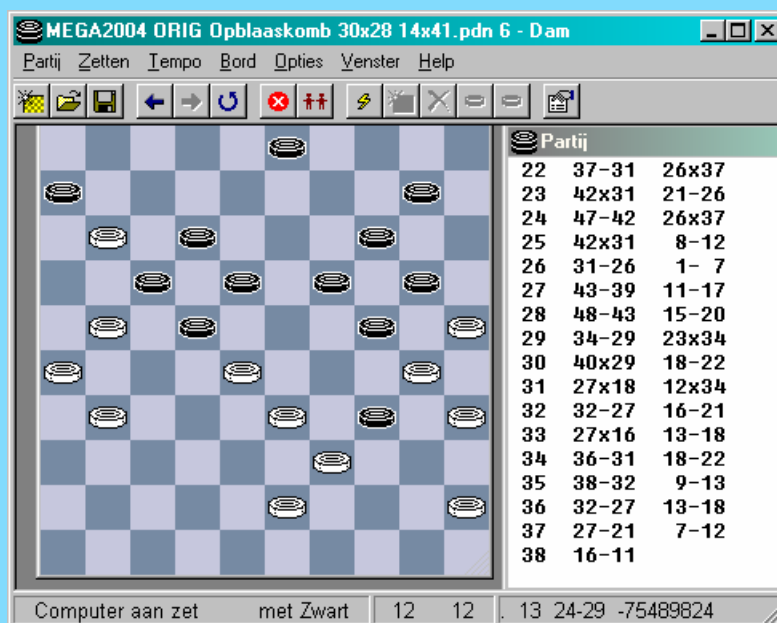 MEGA2004 ORIG Opblaaskomb 30x28 14x41.pdn 6 - Dam
Partij Zetten Tempo Bord Opties Venster Help
Partij
22 37-31 26x37
23 42x31 21-26
24 47-42 26x37
25 42x31 8-12
26 31-26 1- 7
27 43-39 11-17
28 48-43 15-20
29 34-29 23x34
30 40x29 18-22
31 27x18 12x34
32 32-27 16-21
33 27x16 13-18
34 36-31 18-22
35 38-32 9-13
36 32-27 13-18
37 27-21 7-12
38 16-11
Computer aan zet met Zwart 12 12 . 13 24-29 -75489824